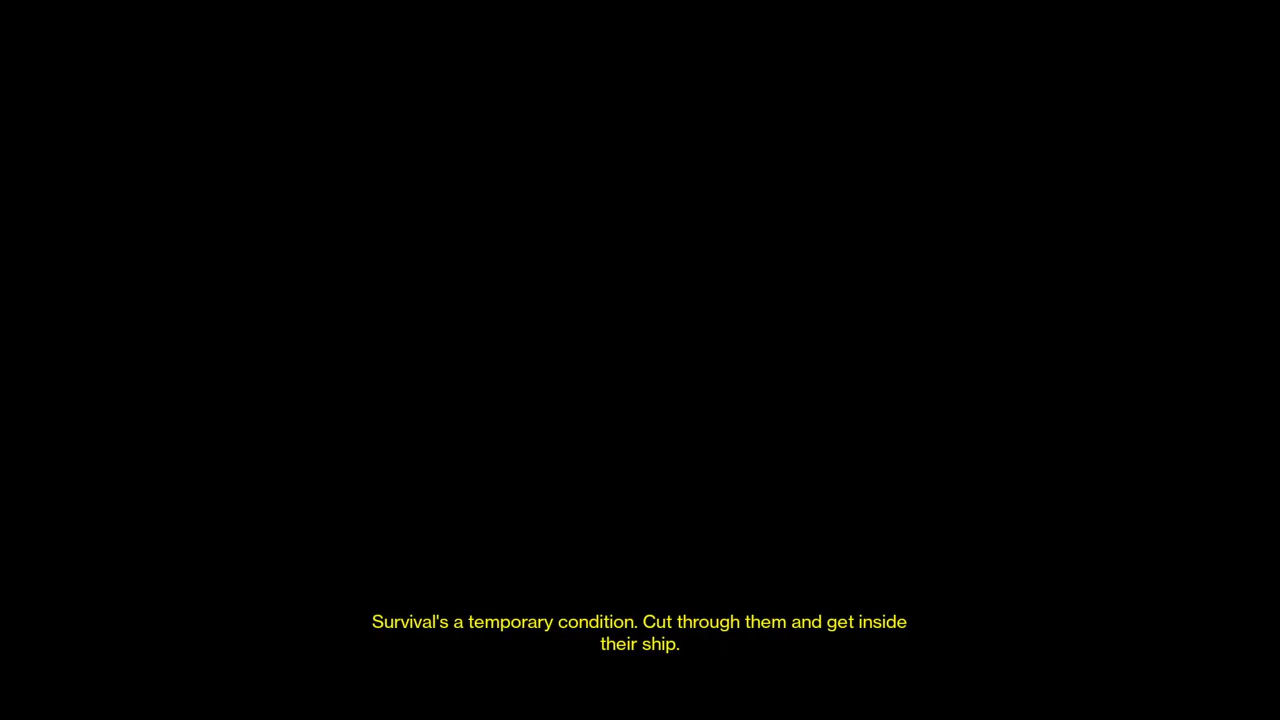 Survival's a temporary condition. Cut through them and get inside
their ship.